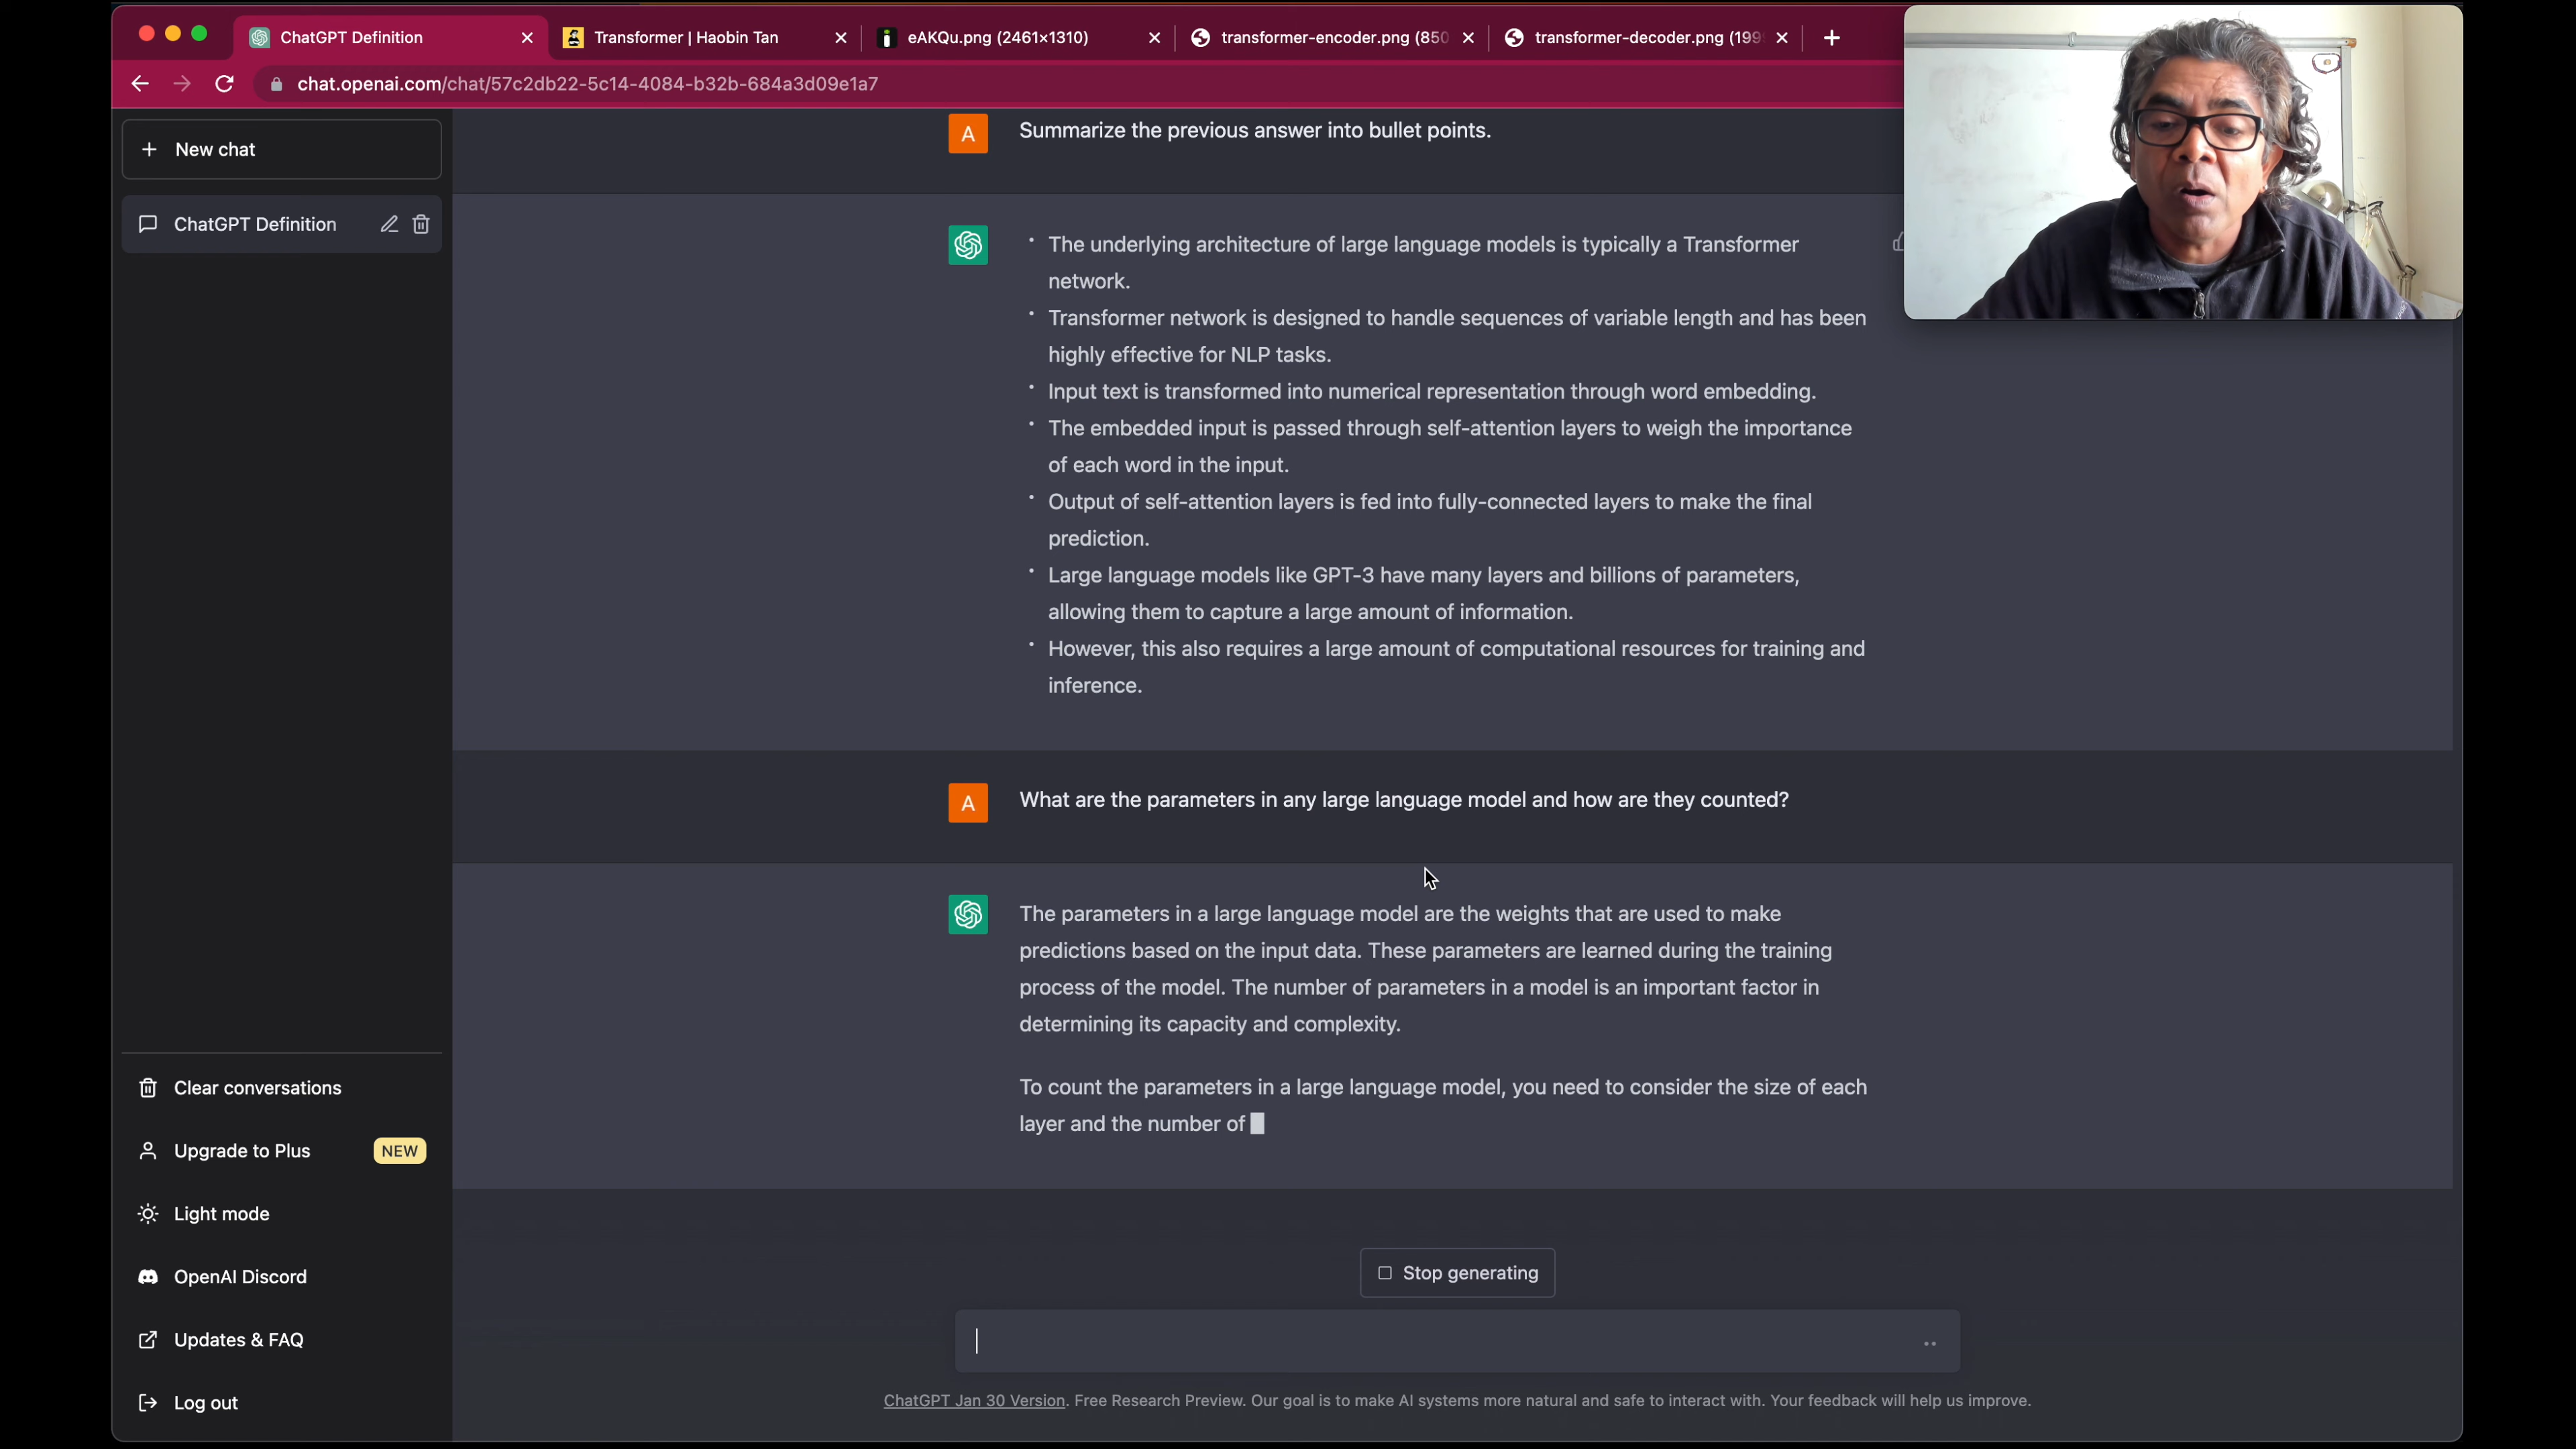 ChatGPT Definition
Transformer | Haobin Tan
eAKQu.png (2461×1310)
transformer-encoder.png (850
transformer-decoder.png (199
chat.openai.com/chat/57c2db22-5c14-4084-b32b-684a3d09e1a7
New chat
ChatGPT Definition
A
Summarize the previous answer into bullet points.
• The underlying architecture of large language models is typically a Transformer
network.
• Transformer network is designed to handle sequences of variable length and has been
highly effective for NLP tasks.
• Input text is transformed into numerical representation through word embedding.
• The embedded input is passed through self-attention layers to weigh the importance
of each word in the input.
• Output of self-attention layers is fed into fully-connected layers to make the final
prediction.
• Large language models like GPT-3 have many layers and billions of parameters,
allowing them to capture a large amount of information.
• However, this also requires a large amount of computational resources for training and
inference.
A
What are the parameters in any large language model and how are they counted?
The parameters in a large language model are the weights that are used to make
predictions based on the input data. These parameters are learned during the training
process of the model. The number of parameters in a model is an important factor in
determining its capacity and complexity.
To count the parameters in a large language model, you need to consider the size of each
layer and the number of
Clear conversations
Upgrade to Plus NEW
Light mode
OpenAI Discord
Updates & FAQ
Log out
Stop generating
ChatGPT Jan 30 Version. Free Research Preview. Our goal is to make AI systems more natural and safe to interact with. Your feedback will help us improve.